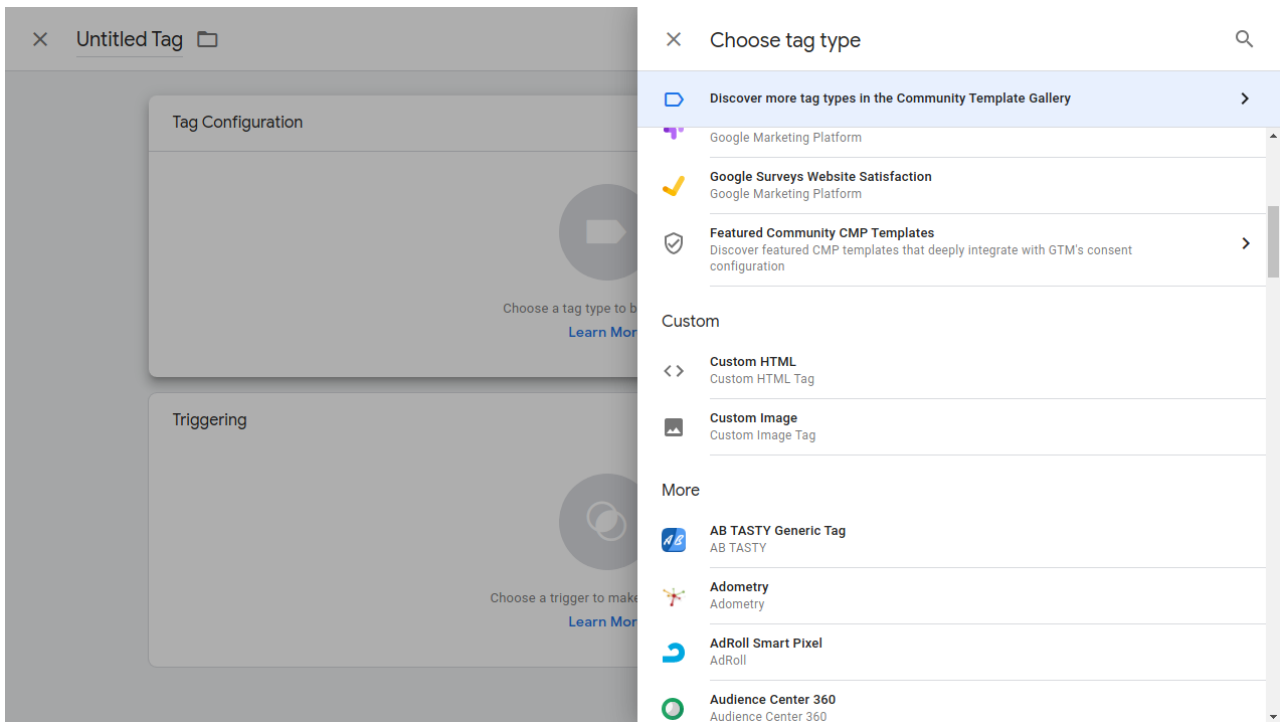 Untitled Tag
Tag Configuration
Choose a tag type to b
Learn Mor
Triggering
Choose a trigger to make
Learn Mor
Choose tag type
Discover more tag types in the Community Template Gallery
Google Marketing Platform
Google Surveys Website Satisfaction
Google Marketing Platform
Featured Community CMP Templates
Discover featured CMP templates that deeply integrate with GTM's consent
configuration
Custom
Custom HTML
Custom HTML Tag
Custom Image
Custom Image Tag
More
AB TASTY Generic Tag
AB TASTY
Adometry
Adometry
AdRoll Smart Pixel
AdRoll
Audience Center 360
Audience Center 360